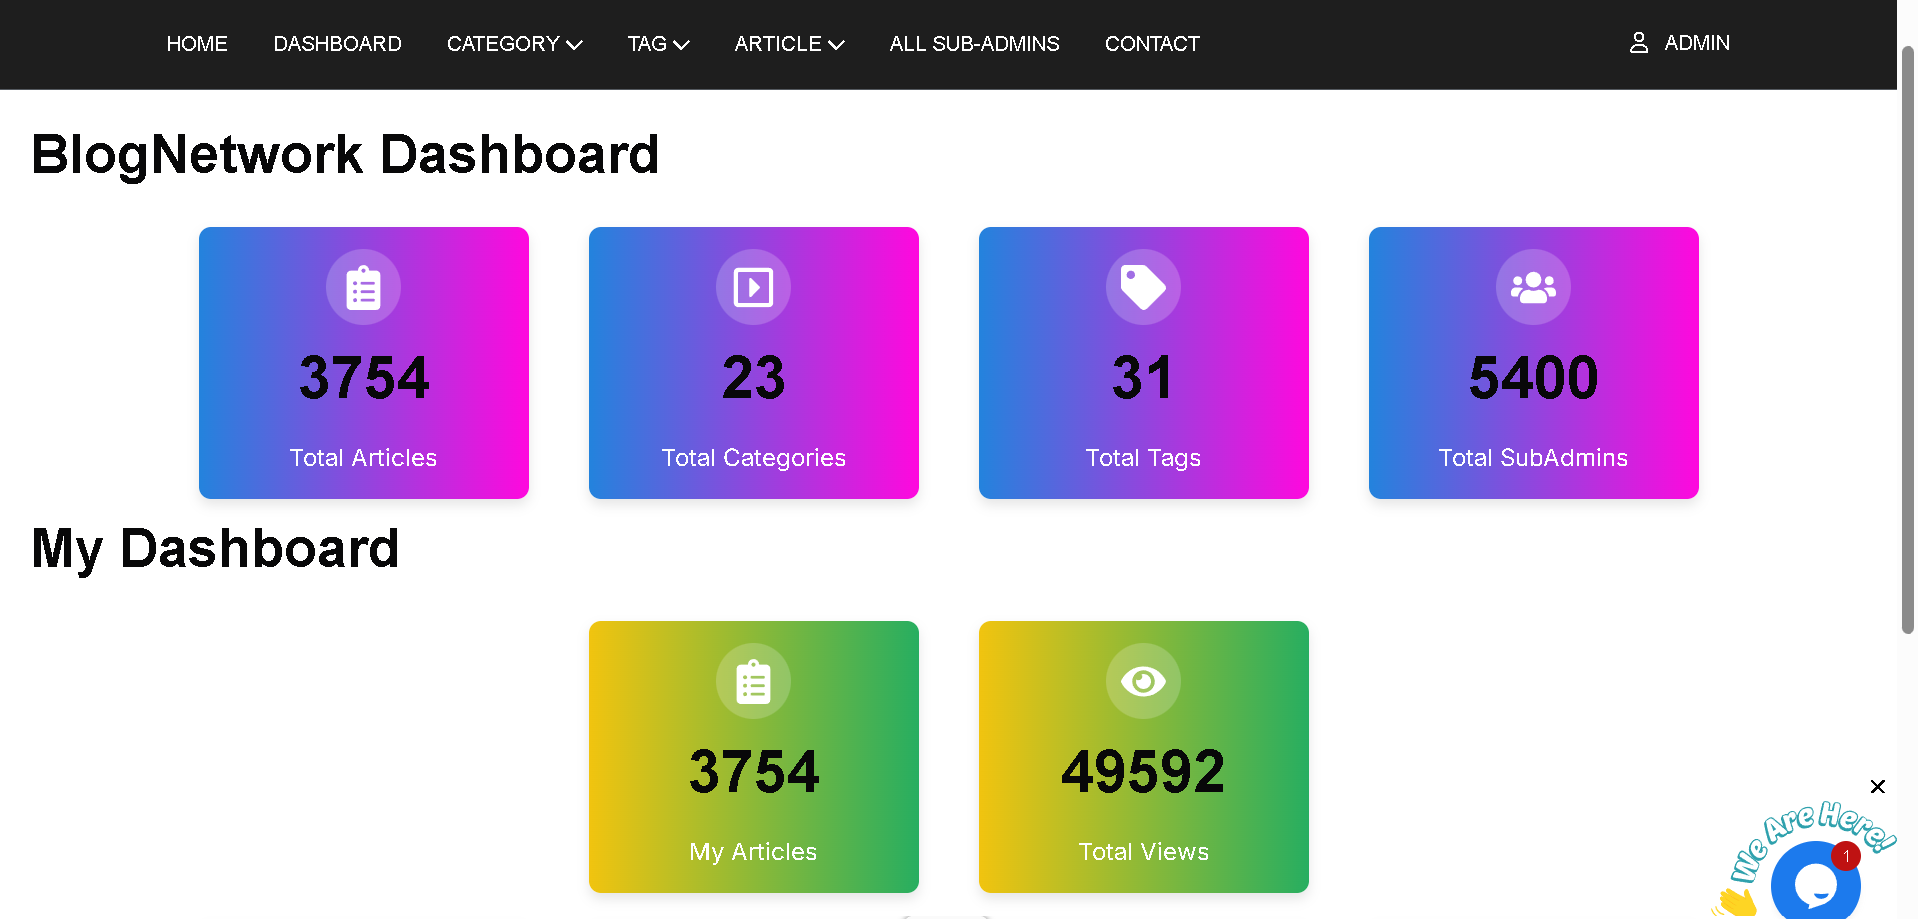 HOME DASHBOARD CATEGORY TAG ARTICLE ALL SUB-ADMINS CONTACT ADMIN
BlogNetwork Dashboard
3754 23 31 5400
Total Articles Total Categories Total Tags Total SubAdmins
My Dashboard
3754 49592
My Articles Total Views
We Are Here!
1